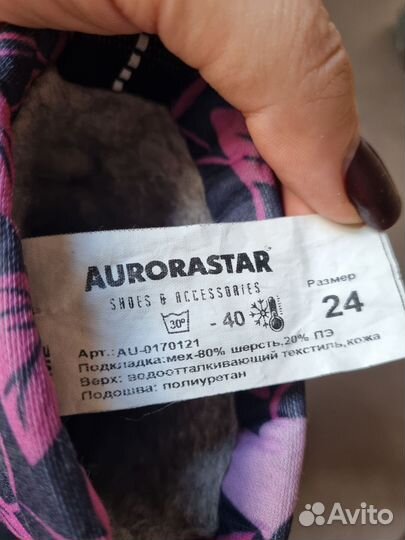 AURORASTAR
SHOES & ACCESSORIES
30° -40
Размер
24
Арт.:AU-0170121
Подкладка:мех-80% шерсть,20% ПЭ
Верх: водоотталкивающий текстиль,кожа
Подошва: полиуретан
Avito